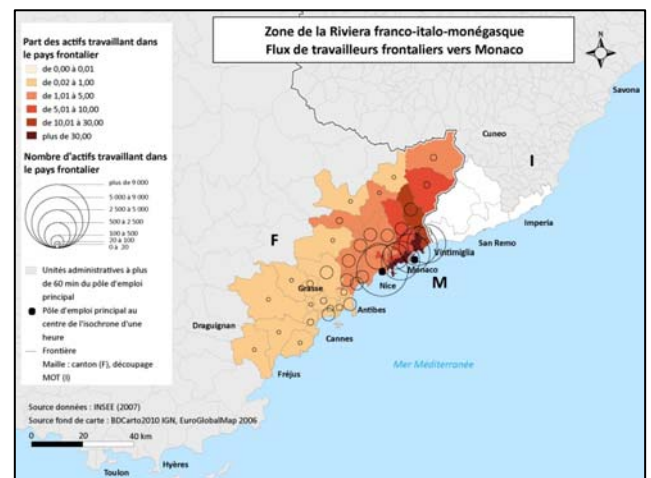 Zone de la Riviera franco-italo-monégasque
Flux de travailleurs frontaliers vers Monaco
Part des actifs travaillant dans
le pays frontalier
de 0,00 à 0,01
de 0,02 à 1,00
de 1,01 à 5,00
de 5,01 à 10,00
de 10,01 à 30,00
plus de 30,00
Nombre d'actifs travaillant dans
le pays frontalier
plus de 9 000
5 000 à 9 000
2 500 à 5 000
500 à 2 500
100 à 500
20 à 100
0 à 20
Unités administratives à plus
de 60 min du pôle d'emploi
principal
Pôle d'emploi principal au
centre de l'isochrone d'une
heure
Frontière
Maille : canton (F), découpage
MOT (I)
Source données : INSEE (2007)
Source fond de carte : BDCarto2010 IGN, EuroGlobalMap 2006
0 20 40 km
N
Savona
Cuneo
I
Imperia
San Remo
Vintimiglia
F
Monaco
M
Nice
Grasse
Antibes
Draguignan
Cannes
Mer Méditerranée
Fréjus
Hyères
Toulon